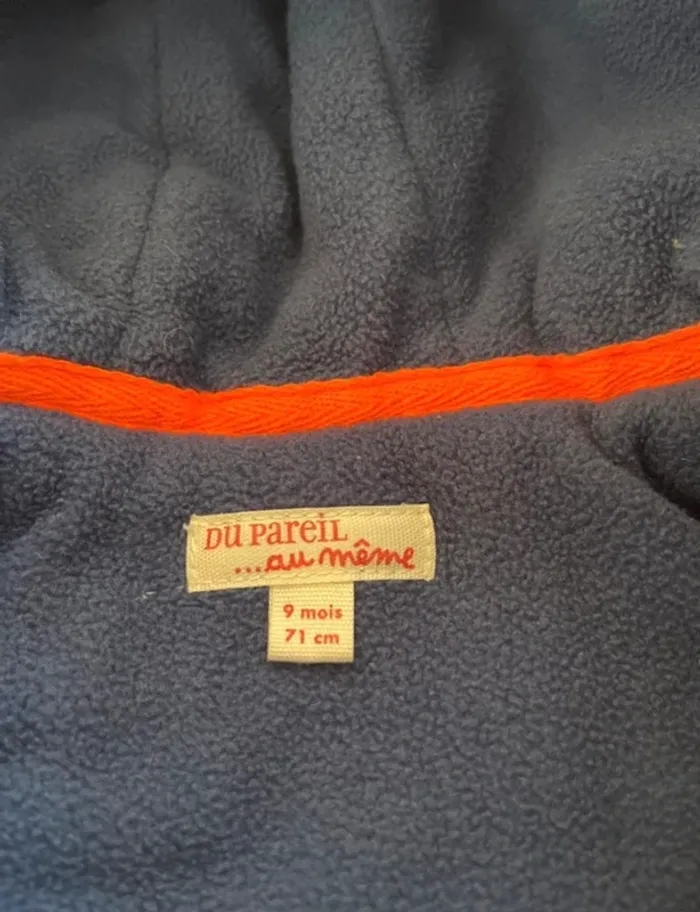 DU PAREIL
...au même
9 mois
71 cm